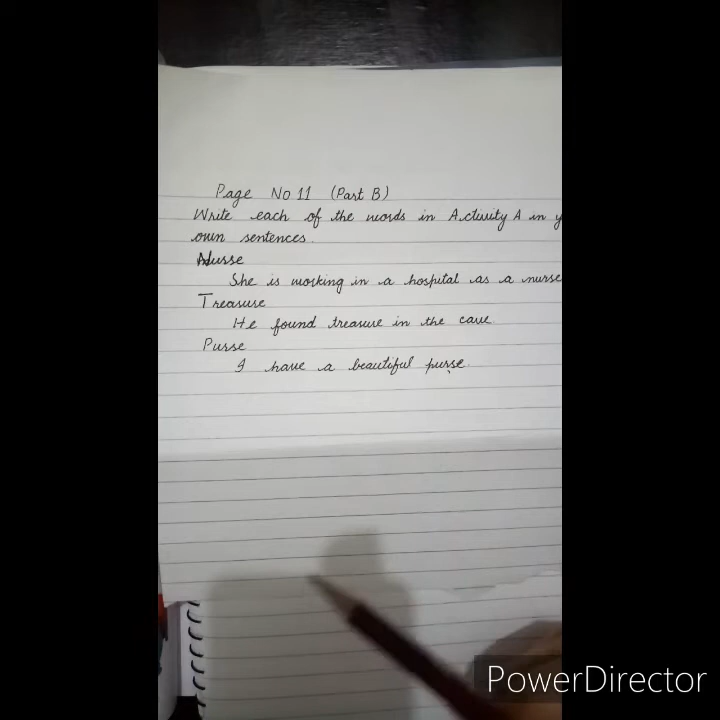 Page No 11 (Part B)
Write each of the words in Activity A in y
own sentences.
Nurse
She is working in a hospital as a nurse
Treasure
He found treasure in the cave
Purse
I have a beautiful purse.
PowerDirector